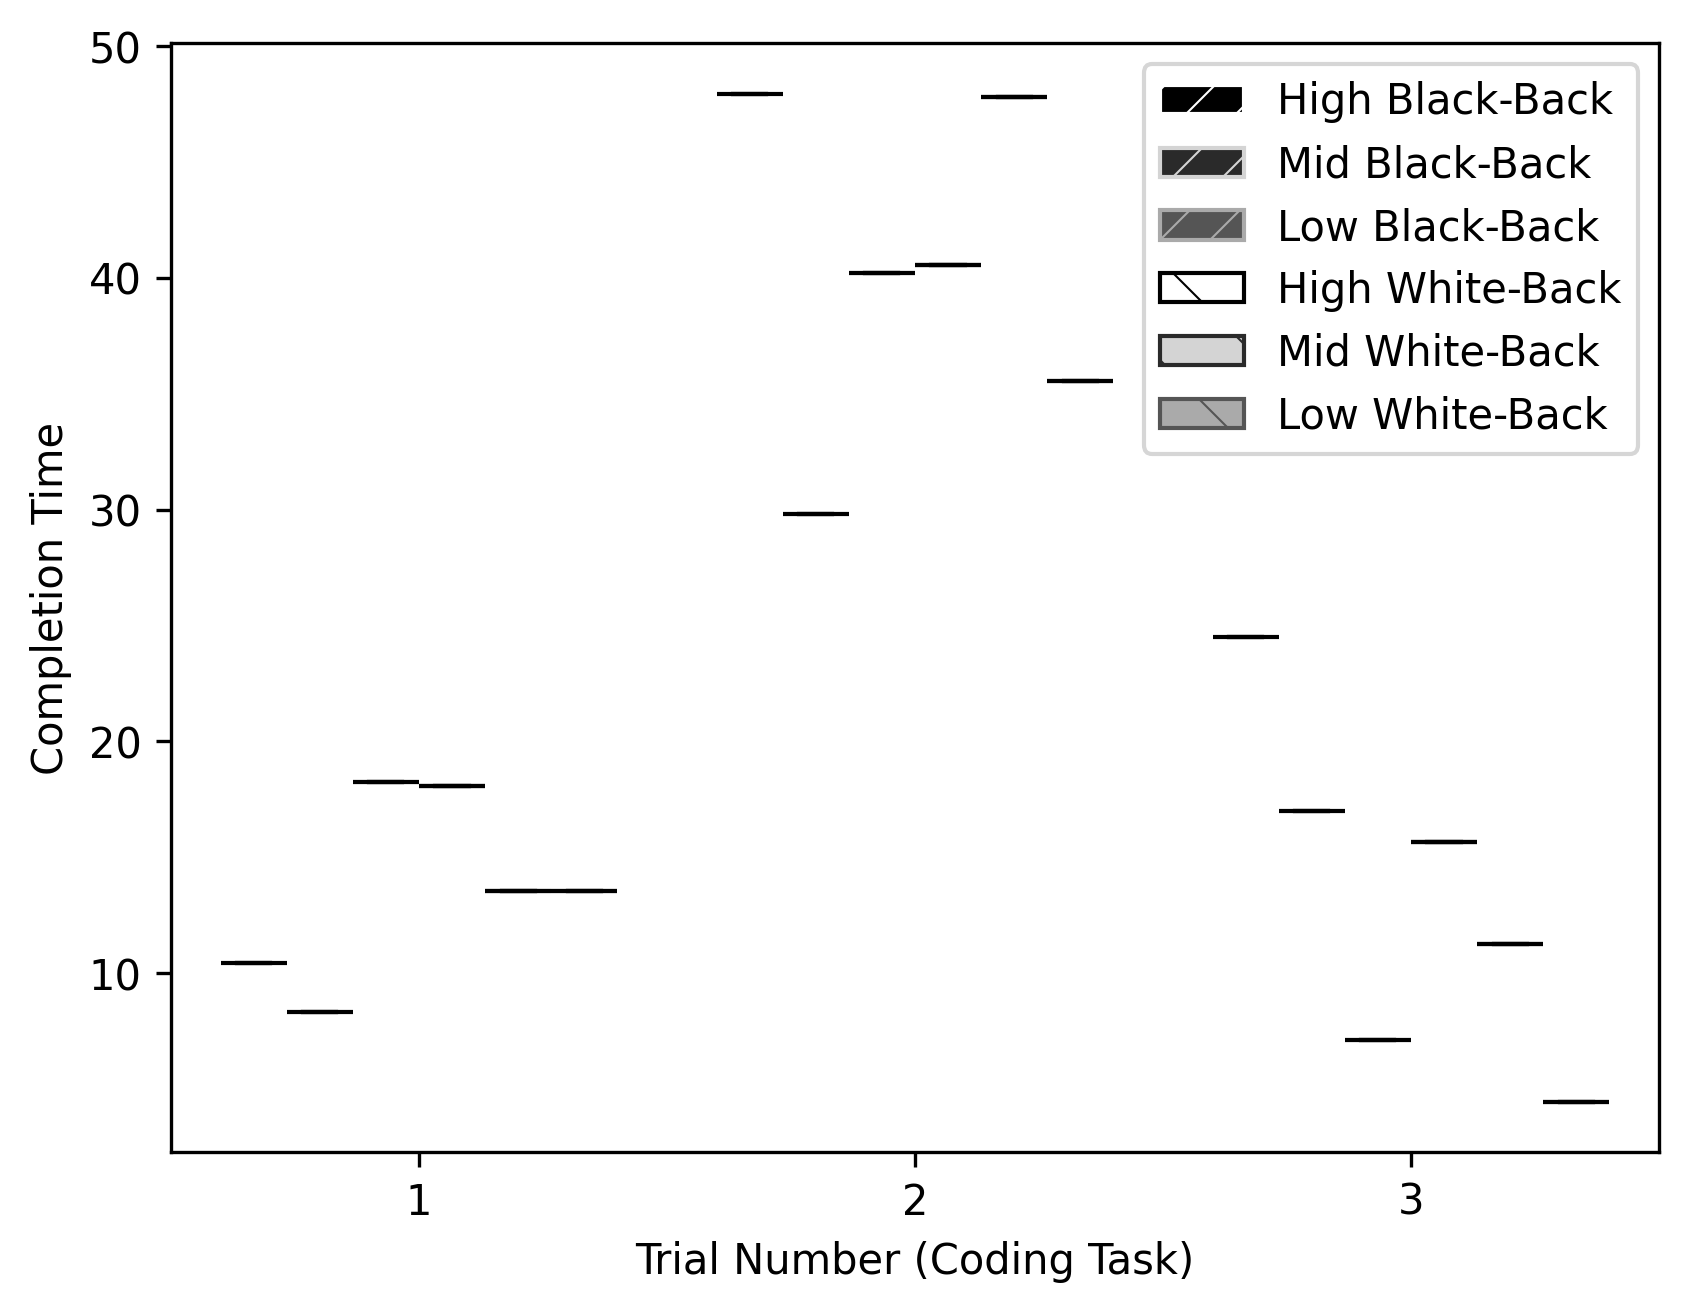 50
40
30
20
10
Completion Time
High Black-Back
Mid Black-Back
Low Black-Back
High White-Back
Mid White-Back
Low White-Back
1 2 3
Trial Number (Coding Task)